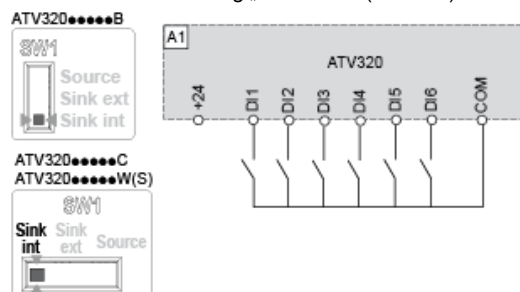 ATV320●●●●●B
SW1
Source
Sink ext
Sink int
ATV320●●●●●C
ATV320●●●●●W(S)
SW1
Sink int
Sink ext
Source
A1
ATV320
+24
DI1
DI2
DI3
DI4
DI5
DI6
COM